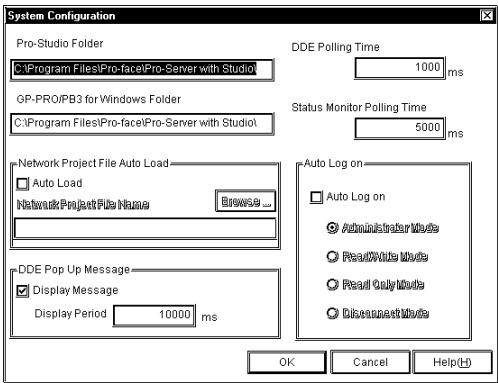 System Configuration
Pro-Studio Folder
C:\Program Files\Pro-face\Pro-Server with Studio\
GP-PRO/PB3 for Windows Folder
C:\Program Files\Pro-face\Pro-Server with Studio\
DDE Polling Time
1000 ms
Status Monitor Polling Time
5000 ms
Network Project File Auto Load
Auto Load
Network Project File Name
Browse ...
DDE Pop Up Message
Display Message
Display Period 10000 ms
Auto Log on
Auto Log on
Administrator Mode
Read/Write Mode
Read Only Mode
Disconnect Mode
OK Cancel Help(H)